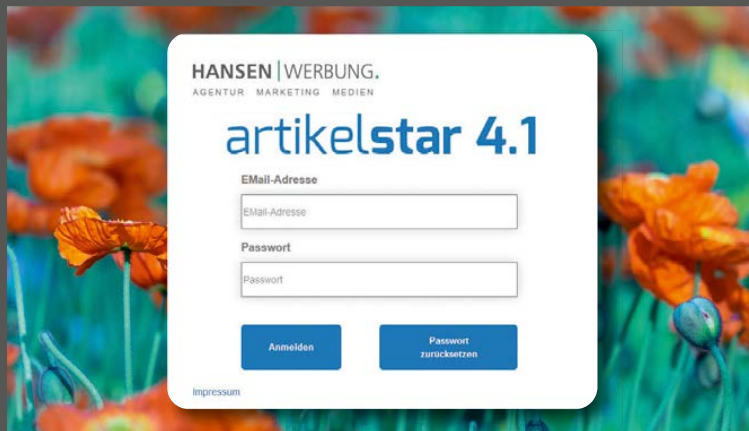 HANSEN|WERBUNG.
AGENTUR MARKETING MEDIEN
artikelstar 4.1
EMail-Adresse
EMail-Adresse
Passwort
Passwort
Anmelden
Passwort
zurücksetzen
Impressum